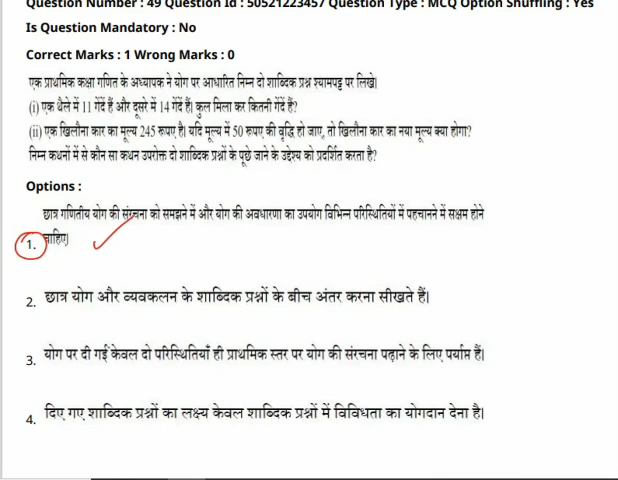 Question Number : 49 Question Id : 50521223457 Question Type : MCQ Option Shuffling : Yes
Is Question Mandatory : No
Correct Marks : 1 Wrong Marks : 0
एक प्राथमिक कक्षा गणित के अध्यापक ने योग पर आधारित निम्न दो शाब्दिक प्रश्न श्यामपट्ट पर लिखे।
(i) एक थैले में 11 गेंदें हैं और दूसरे में 14 गेंदें हैं। कुल मिला कर कितनी गेंदें हैं?
(ii) एक खिलौना कार का मूल्य 245 रूपए है। यदि मूल्य में 50 रूपए की वृद्धि हो जाए, तो खिलौना कार का नया मूल्य क्या होगा?
निम्न कथनों में से कौन सा कथन उपरोक्त दो शाब्दिक प्रश्नों के पूछे जाने के उद्देश्य को प्रदर्शित करता है?
Options :
छात्र गणितीय योग की संरचना को समझने में और योग की अवधारणा का उपयोग विभिन्न परिस्थितियों में पहचानने में सक्षम होने
1. चाहिए।
2. छात्र योग और व्यवकलन के शाब्दिक प्रश्नों के बीच अंतर करना सीखते हैं।
3. योग पर दी गई केवल दो परिस्थितियाँ ही प्राथमिक स्तर पर योग की संरचना पढ़ाने के लिए पर्याप्त हैं।
4. दिए गए शाब्दिक प्रश्नों का लक्ष्य केवल शाब्दिक प्रश्नों में विविधता का योगदान देना है।